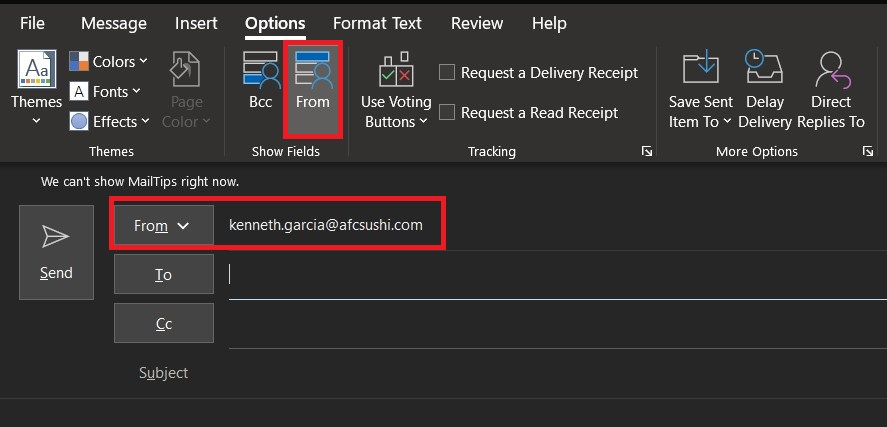 File Message Insert Options Format Text Review Help
Aa
Themes
Colors
A Fonts
Effects
Page
Color
Themes
Bcc
From
Show Fields
Use Voting
Buttons
Request a Delivery Receipt
Request a Read Receipt
Tracking
Save Sent
Item To
Delay
Delivery
Direct
Replies To
More Options
We can't show MailTips right now.
Send
From kenneth.garcia@afcsushi.com
To
Cc
Subject